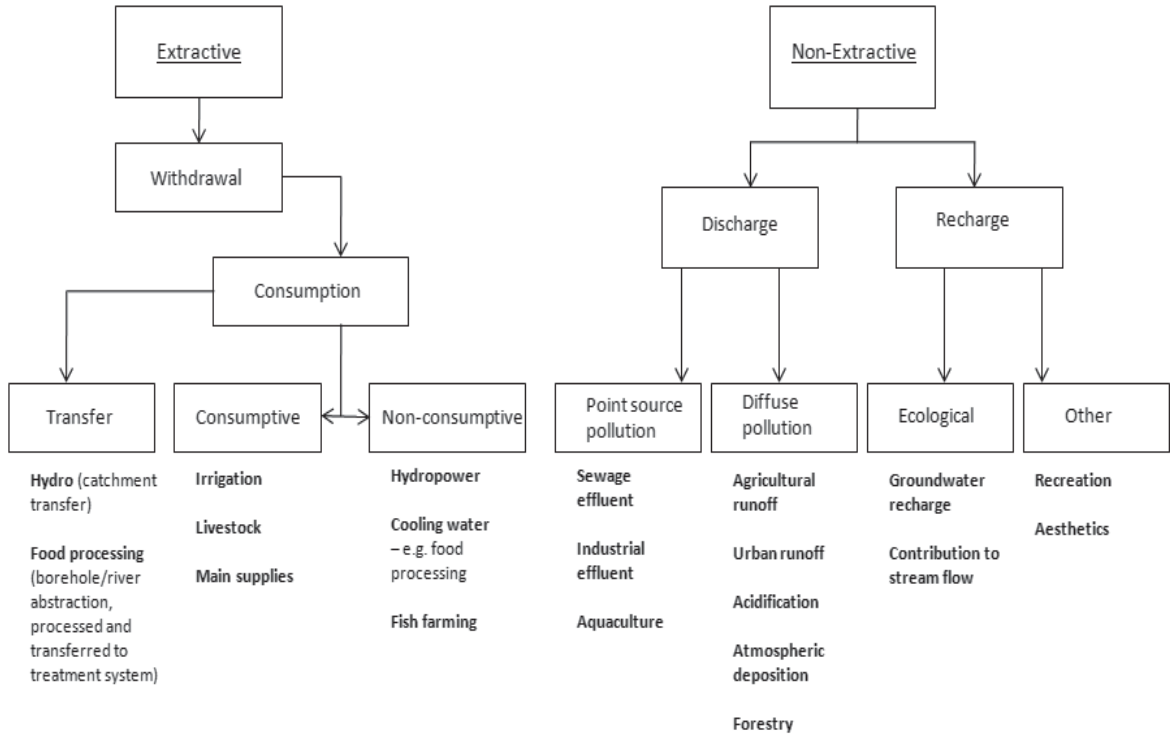 Extractive
Non-Extractive
Withdrawal
Discharge
Recharge
Consumption
Transfer
Consumptive
Non-consumptive
Point source
pollution
Diffuse
pollution
Ecological
Other
Hydro (catchment
transfer)
Food processing
(borehole/river
abstraction,
processed and
transferred to
treatment system)
Irrigation
Livestock
Main supplies
Hydropower
Cooling water
– e.g. food
processing
Fish farming
Sewage
effluent
Industrial
effluent
Aquaculture
Agricultural
runoff
Urban runoff
Acidification
Atmospheric
deposition
Forestry
Groundwater
recharge
Contribution to
stream flow
Recreation
Aesthetics